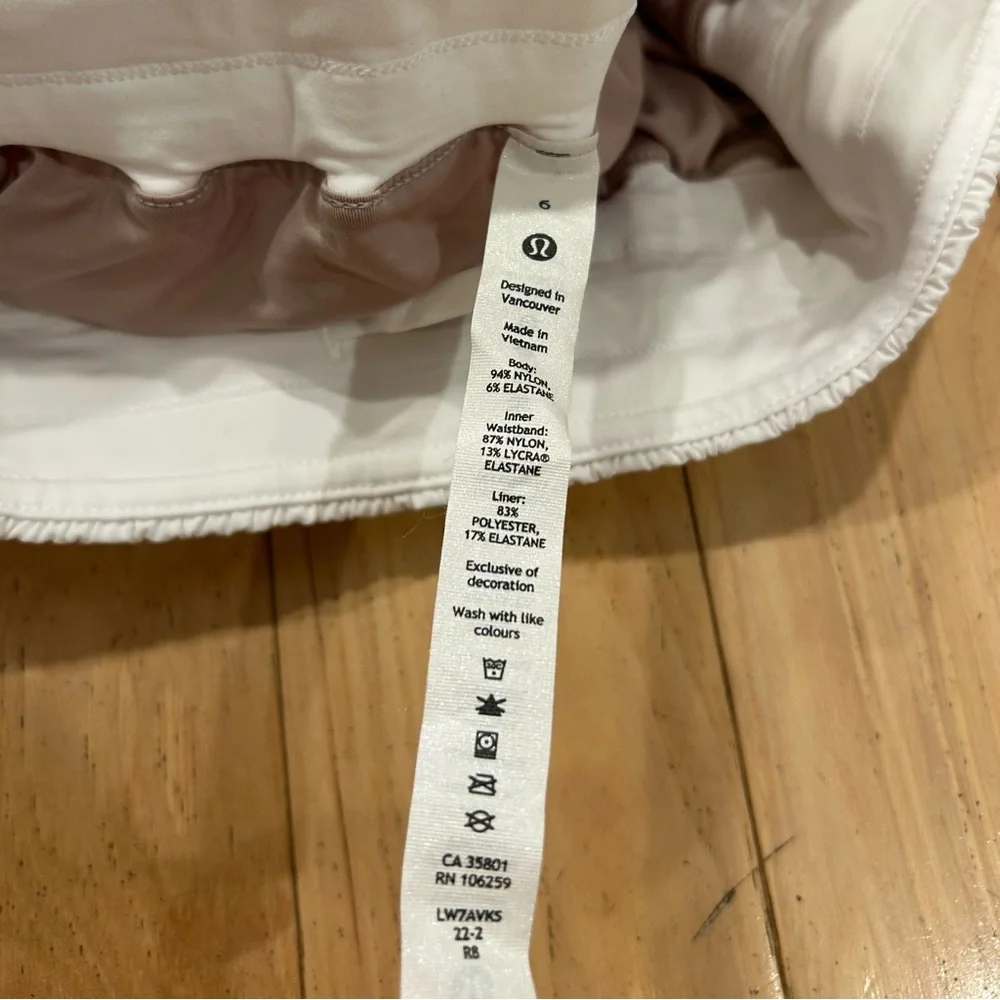 6
Designed in
Vancouver
Made in
Vietnam
Body:
94% NYLON,
6% ELASTANE
Inner
Waistband:
87% NYLON,
13% LYCRA®
ELASTANE
Liner:
83%
POLYESTER,
17% ELASTANE
Exclusive of
decoration
Wash with like
colours
CA 35801
RN 106259
LW7AVKS
22-2
RB